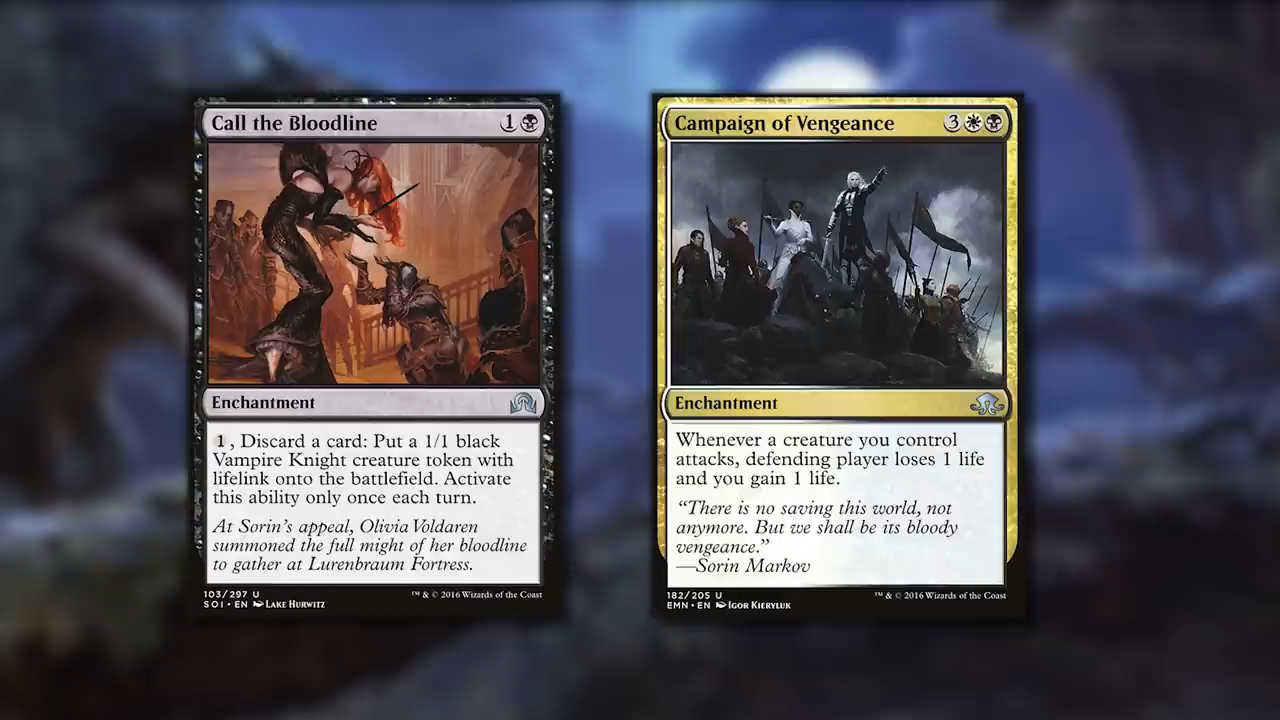 Call the Bloodline 1
Enchantment
1, Discard a card: Put a 1/1 black
Vampire Knight creature token with
lifelink onto the battlefield. Activate
this ability only once each turn.
At Sorin's appeal, Olivia Voldaren
summoned the full might of her bloodline
to gather at Lurenbraum Fortress.
103/297 U
SOI • EN Lake Hurwitz
™ & © 2016 Wizards of the Coast
Campaign of Vengeance 3
Enchantment
Whenever a creature you control
attacks, defending player loses 1 life
and you gain 1 life.
“There is no saving this world, not
anymore. But we shall be its bloody
vengeance.”
—Sorin Markov
182/205 U
EMN • EN Igor Kieryluk
™ & © 2016 Wizards of the Coast